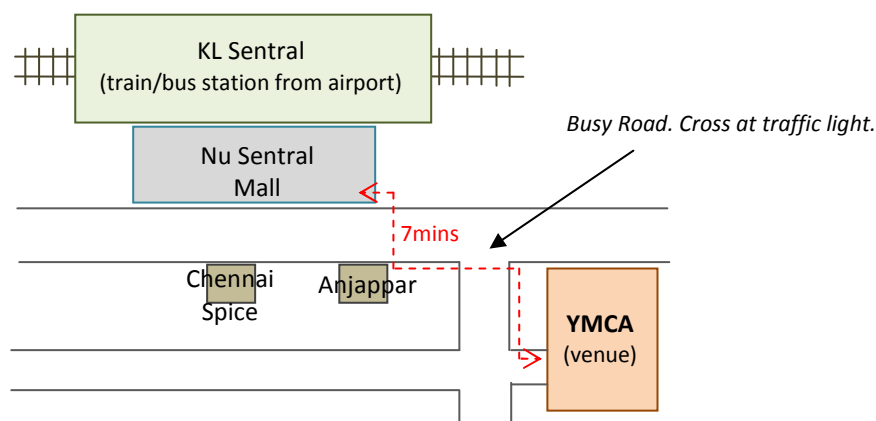 KL Sentral
(train/bus station from airport)
Busy Road. Cross at traffic light.
Nu Sentral
Mall
7mins
Chennai
Spice
Anjappar
YMCA
(venue)